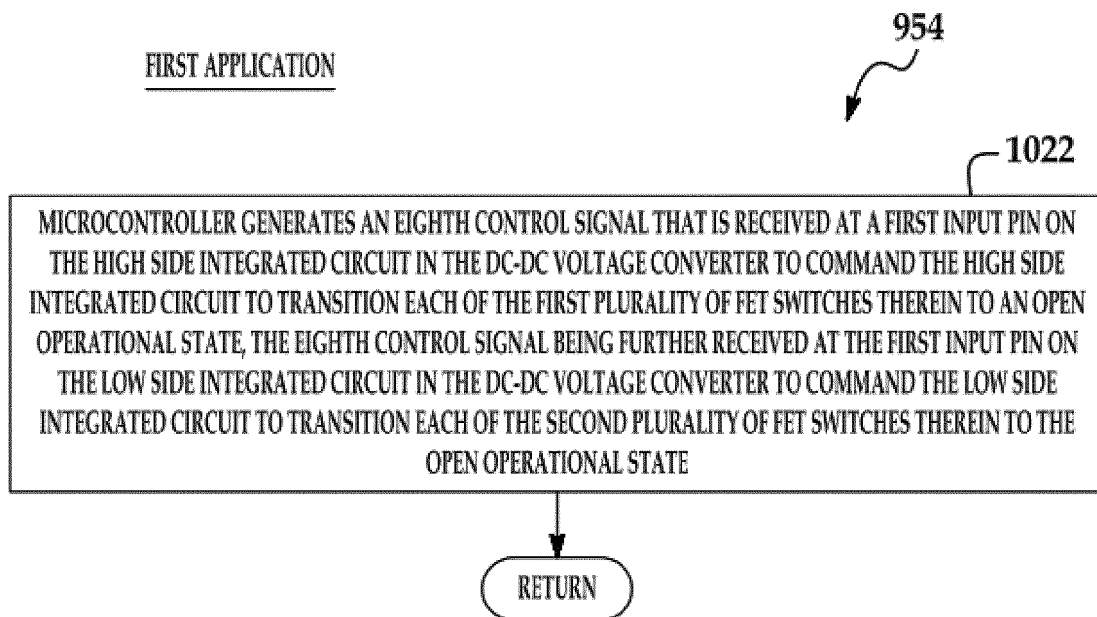 954
FIRST APPLICATION
1022
MICROCONTROLLER GENERATES AN EIGHTH CONTROL SIGNAL THAT IS RECEIVED AT A FIRST INPUT PIN ON
THE HIGH SIDE INTEGRATED CIRCUIT IN THE DC-DC VOLTAGE CONVERTER TO COMMAND THE HIGH SIDE
INTEGRATED CIRCUIT TO TRANSITION EACH OF THE FIRST PLURALITY OF FET SWITCHES THEREIN TO AN OPEN
OPERATIONAL STATE, THE EIGHTH CONTROL SIGNAL BEING FURTHER RECEIVED AT THE FIRST INPUT PIN ON
THE LOW SIDE INTEGRATED CIRCUIT IN THE DC-DC VOLTAGE CONVERTER TO COMMAND THE LOW SIDE
INTEGRATED CIRCUIT TO TRANSITION EACH OF THE SECOND PLURALITY OF FET SWITCHES THEREIN TO THE
OPEN OPERATIONAL STATE
RETURN